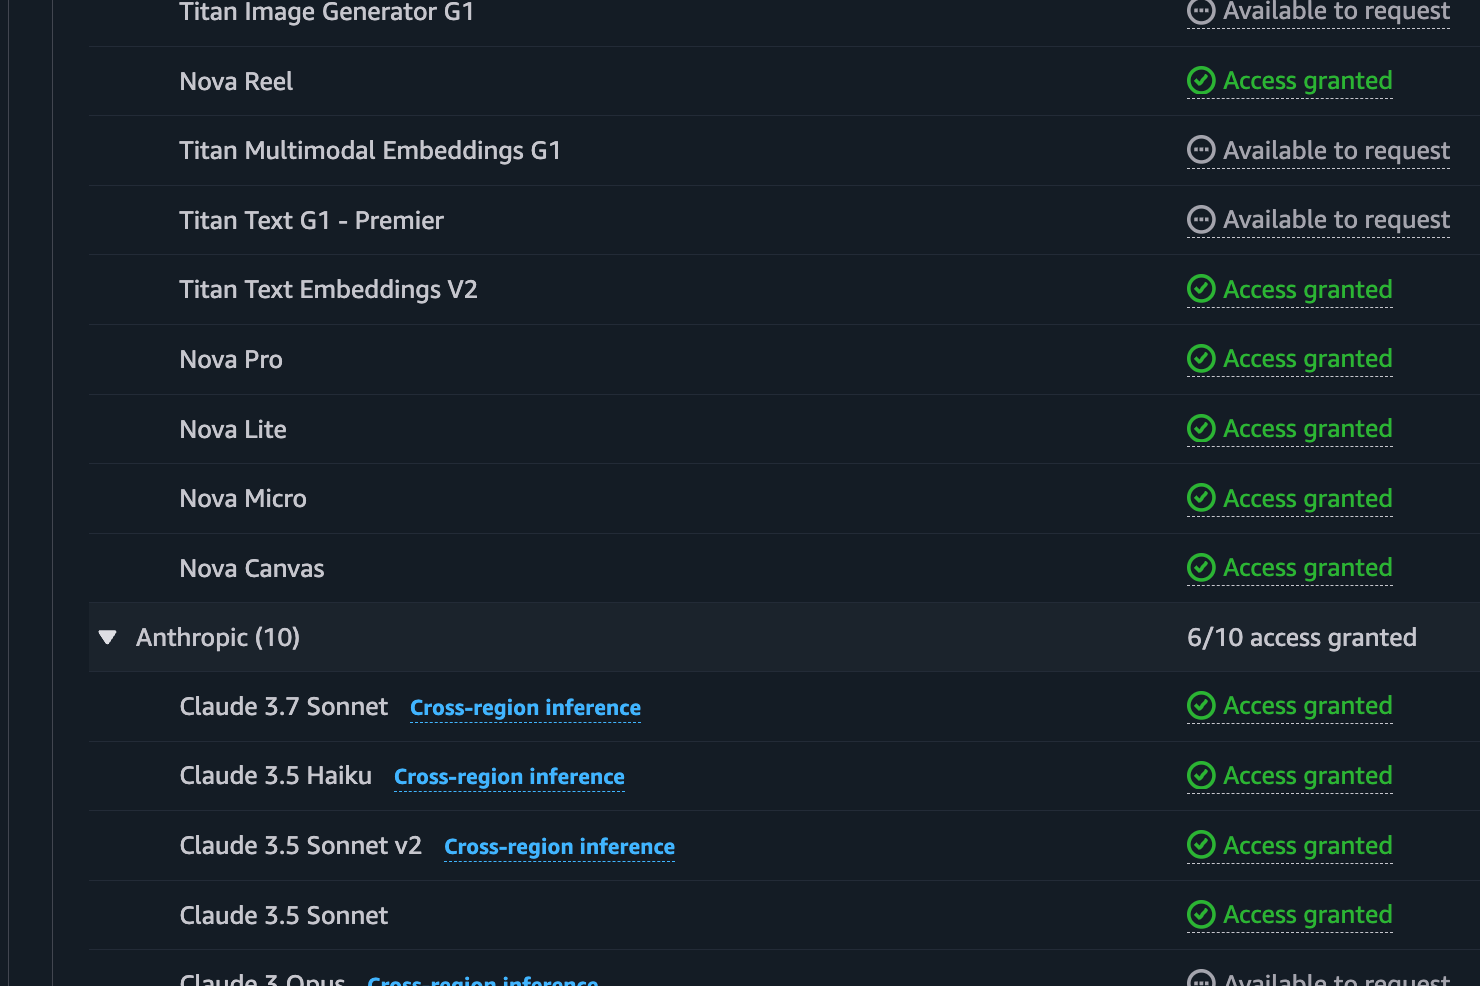 Titan Image Generator G1 Available to request
Nova Reel Access granted
Titan Multimodal Embeddings G1 Available to request
Titan Text G1 - Premier Available to request
Titan Text Embeddings V2 Access granted
Nova Pro Access granted
Nova Lite Access granted
Nova Micro Access granted
Nova Canvas Access granted
Anthropic (10) 6/10 access granted
Claude 3.7 Sonnet Cross-region inference Access granted
Claude 3.5 Haiku Cross-region inference Access granted
Claude 3.5 Sonnet v2 Cross-region inference Access granted
Claude 3.5 Sonnet Access granted
Claude 3 Opus Cross-region inference Available to request